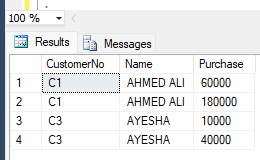 100 %
Results Messages
CustomerNo Name Purchase
1 C1 AHMED ALI 60000
2 C1 AHMED ALI 180000
3 C3 AYESHA 10000
4 C3 AYESHA 40000